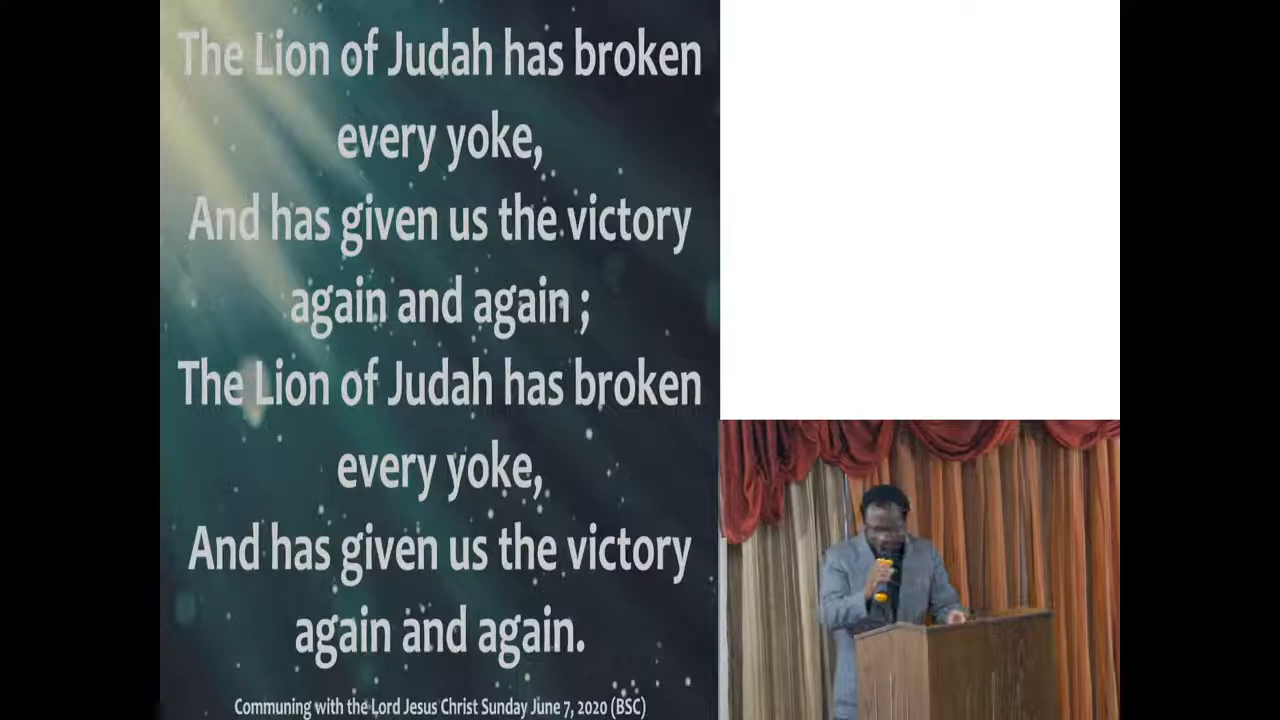 The Lion of Judah has broken
every yoke,
And has given us the victory
again and again ;
The Lion of Judah has broken
every yoke,
And has given us the victory
again and again.
Communing with the Lord Jesus Christ Sunday June 7, 2020 (BSC)